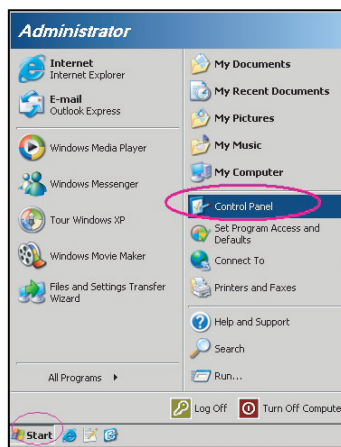 Administrator
Internet
Internet Explorer
E-mail
Outlook Express
Windows Media Player
Windows Messenger
Tour Windows XP
Windows Movie Maker
Files and Settings Transfer
Wizard
All Programs
My Documents
My Recent Documents
My Pictures
My Music
My Computer
Control Panel
Set Program Access and
Defaults
Connect To
Printers and Faxes
Help and Support
Search
Run...
Log Off
Turn Off Compute
Start